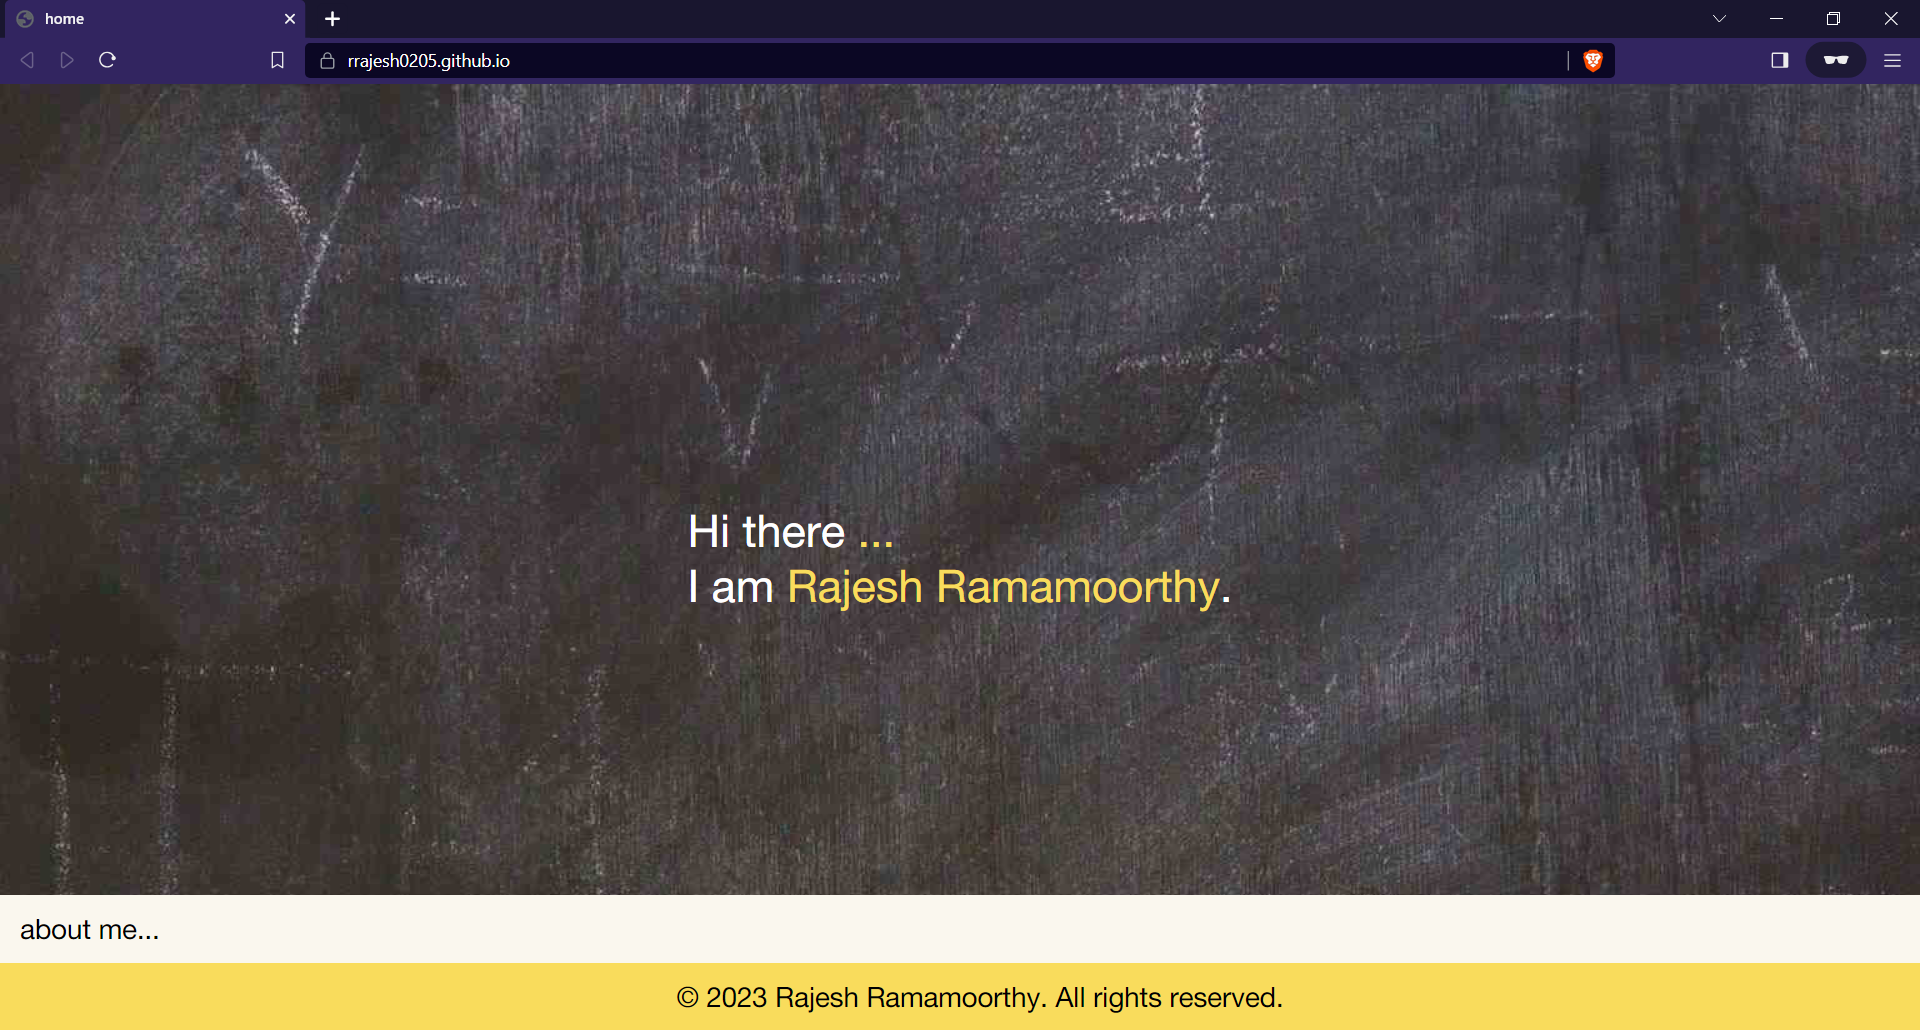 home
rrajesh0205.github.io
Hi there ...
I am Rajesh Ramamoorthy.
about me...
© 2023 Rajesh Ramamoorthy. All rights reserved.